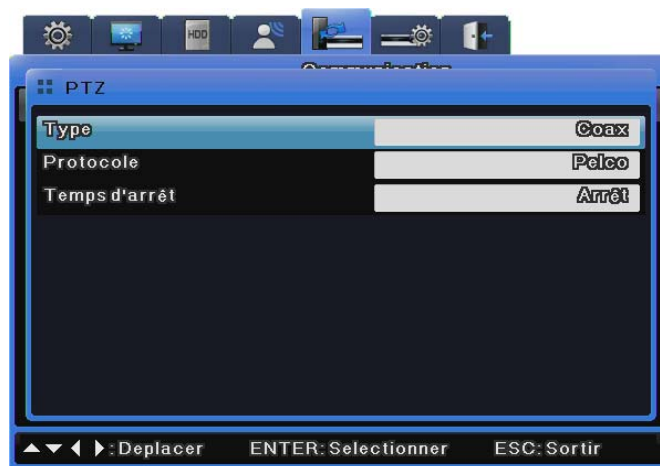 HDD
PTZ
Type Coax
Protocole Pelco
Temps d'arrêt Arrêt
:Deplacer ENTER:Selectionner ESC:Sortir